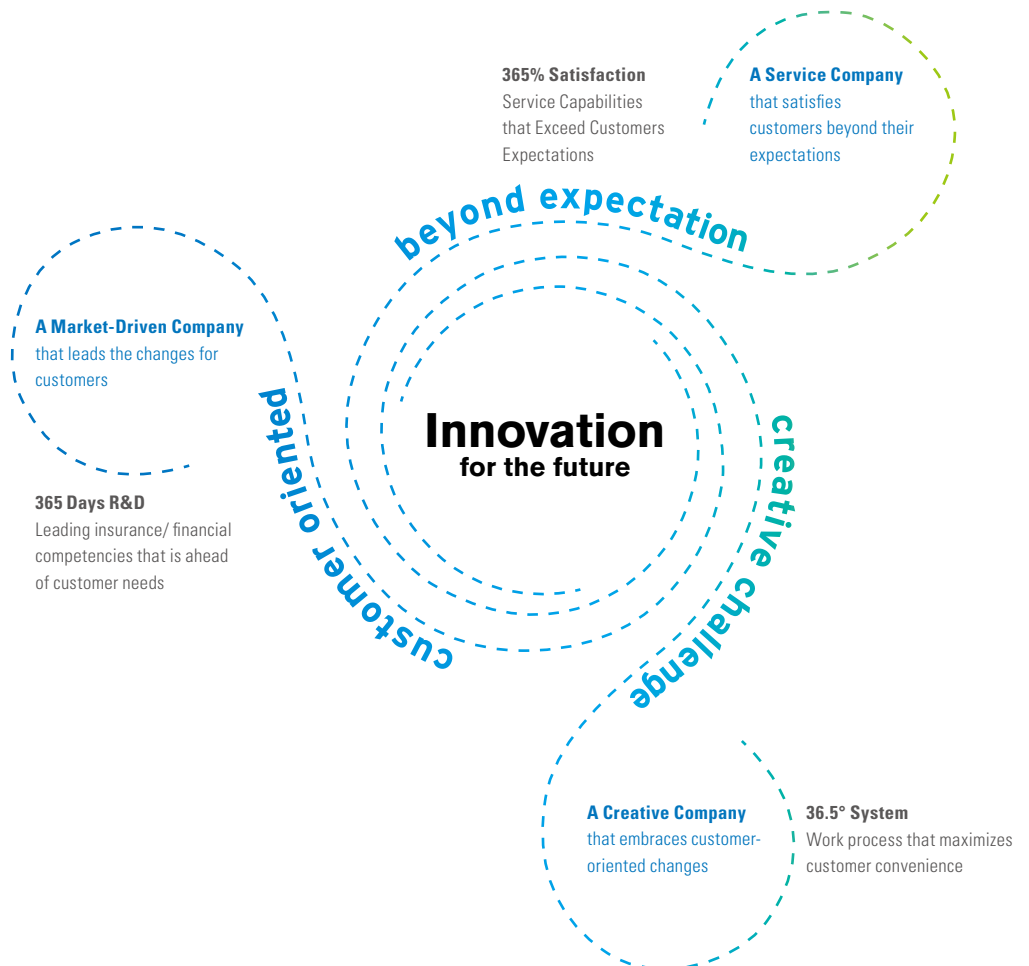 365% Satisfaction
Service Capabilities
that Exceed Customers
Expectations
A Service Company
that satisfies
customers beyond their
expectations
beyond expectation
A Market-Driven Company
that leads the changes for
customers
customer oriented
365 Days R&D
Leading insurance/ financial
competencies that is ahead
of customer needs
Innovation
for the future
creative challenge
A Creative Company
that embraces customer-
oriented changes
36.5° System
Work process that maximizes
customer convenience